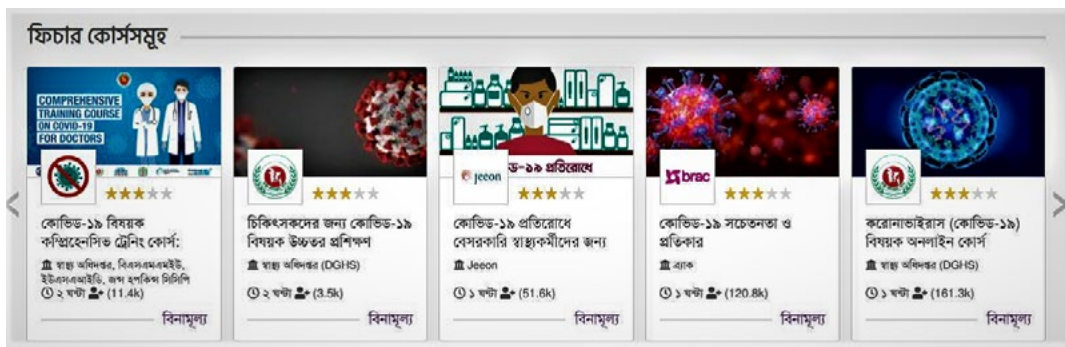 ফিচার কোর্সসমূহ
COMPREHENSIVE
TRAINING COURSE
ON COVID-19
FOR DOCTORS
কোভিড-১৯ বিষয়ক
কম্প্রিহেনসিভ ট্রেনিং কোর্স:
স্বাস্থ্য অধিদপ্তর, বিএসএমএমইউ,
ইউএসএআইডি, জন্স হপকিন্স সিসিপি
২ ঘন্টা (11.4k)
বিনামূল্য
চিকিৎসকদের জন্য কোভিড-১৯
বিষয়ক উচ্চতর প্রশিক্ষণ
স্বাস্থ্য অধিদপ্তর (DGHS)
২ ঘন্টা (3.5k)
বিনামূল্য
ড-১৯ প্রতিরোধে
jeeon
কোভিড-১৯ প্রতিরোধে
বেসরকারি স্বাস্থ্যকর্মীদের জন্য
Jeeon
১ ঘন্টা (51.6k)
বিনামূল্য
brac
কোভিড-১৯ সচেতনতা ও
প্রতিকার
ব্র্যাক
১ ঘন্টা (120.8k)
বিনামূল্য
করোনাভাইরাস (কোভিড-১৯)
বিষয়ক অনলাইন কোর্স
স্বাস্থ্য অধিদপ্তর (DGHS)
১ ঘন্টা (161.3k)
বিনামূল্য